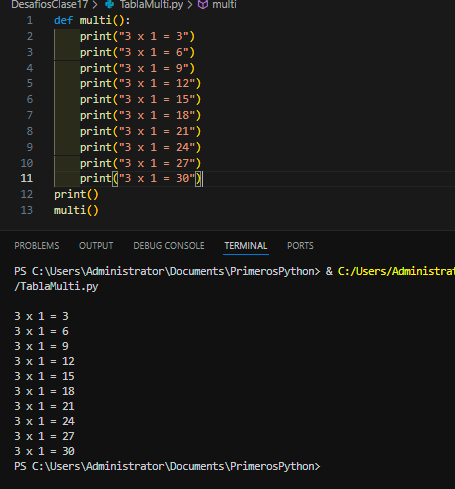 DesafiosClase17 > TablaMulti.py > multi
1 def multi():
2 print("3 x 1 = 3")
3 print("3 x 1 = 6")
4 print("3 x 1 = 9")
5 print("3 x 1 = 12")
6 print("3 x 1 = 15")
7 print("3 x 1 = 18")
8 print("3 x 1 = 21")
9 print("3 x 1 = 24")
10 print("3 x 1 = 27")
11 print("3 x 1 = 30")
12 print()
13 multi()
PROBLEMS OUTPUT DEBUG CONSOLE TERMINAL PORTS
PS C:\Users\Administrator\Documents\PrimerosPython> & C:/Users/Administrat
/TablaMulti.py
3 x 1 = 3
3 x 1 = 6
3 x 1 = 9
3 x 1 = 12
3 x 1 = 15
3 x 1 = 18
3 x 1 = 21
3 x 1 = 24
3 x 1 = 27
3 x 1 = 30
PS C:\Users\Administrator\Documents\PrimerosPython>